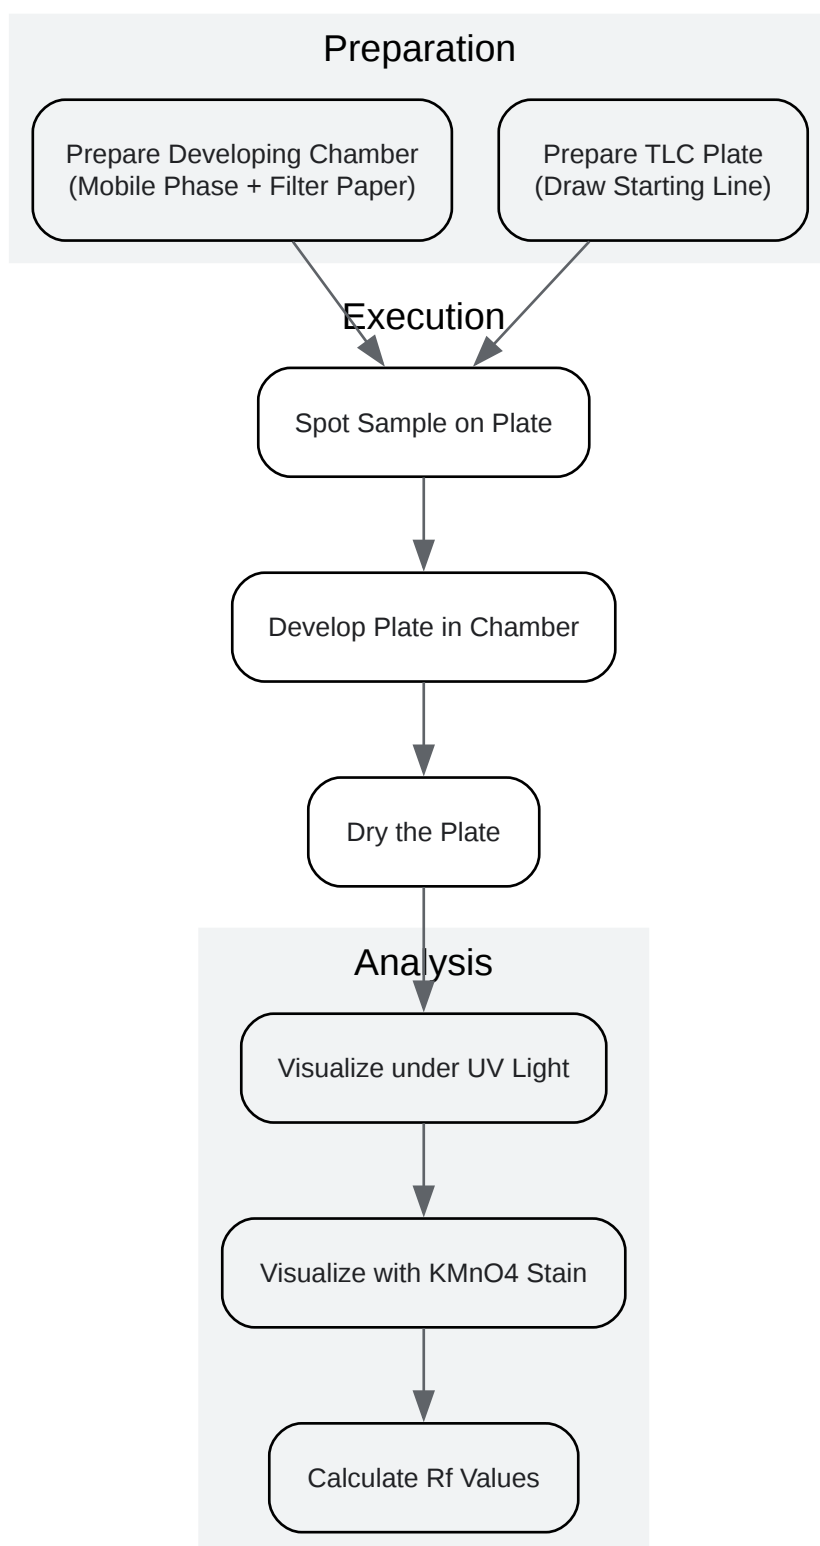 Preparation
Prepare Developing Chamber
(Mobile Phase + Filter Paper)
Prepare TLC Plate
(Draw Starting Line)
Execution
Spot Sample on Plate
Develop Plate in Chamber
Dry the Plate
Analysis
Visualize under UV Light
Visualize with KMnO4 Stain
Calculate Rf Values